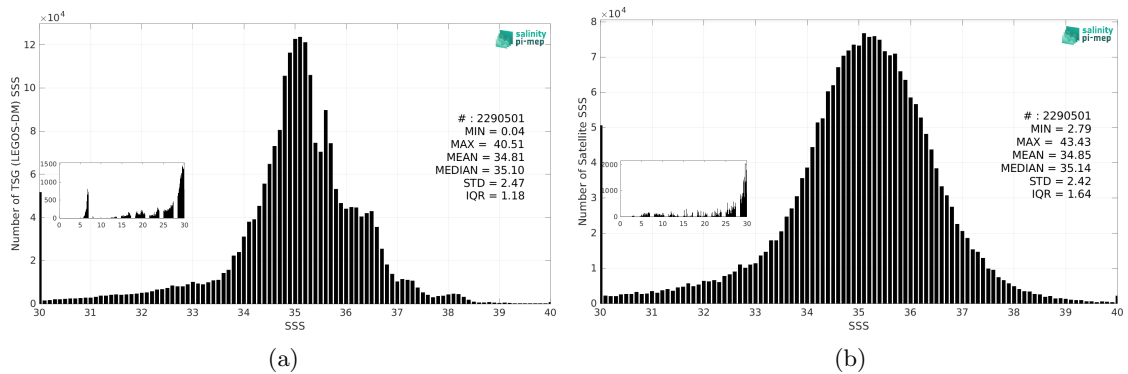 ×10⁴
salinity
pi-mep
12
10
8
6
4
2
0
Number of TSG (LEGOS-DM) SSS
# : 2290501
MIN = 0.04
MAX = 40.51
MEAN = 34.81
MEDIAN = 35.10
STD = 2.47
IQR = 1.18
1500
1000
500
0
0 5 10 15 20 25 30
30 31 32 33 34 35 36 37 38 39 40
SSS
(a)
×10⁴
salinity
pi-mep
8
7
6
5
4
3
2
1
0
Number of Satellite SSS
# : 2290501
MIN = 2.79
MAX = 43.43
MEAN = 34.85
MEDIAN = 35.14
STD = 2.42
IQR = 1.64
2000
1000
0
0 5 10 15 20 25 30
30 31 32 33 34 35 36 37 38 39 40
SSS
(b)